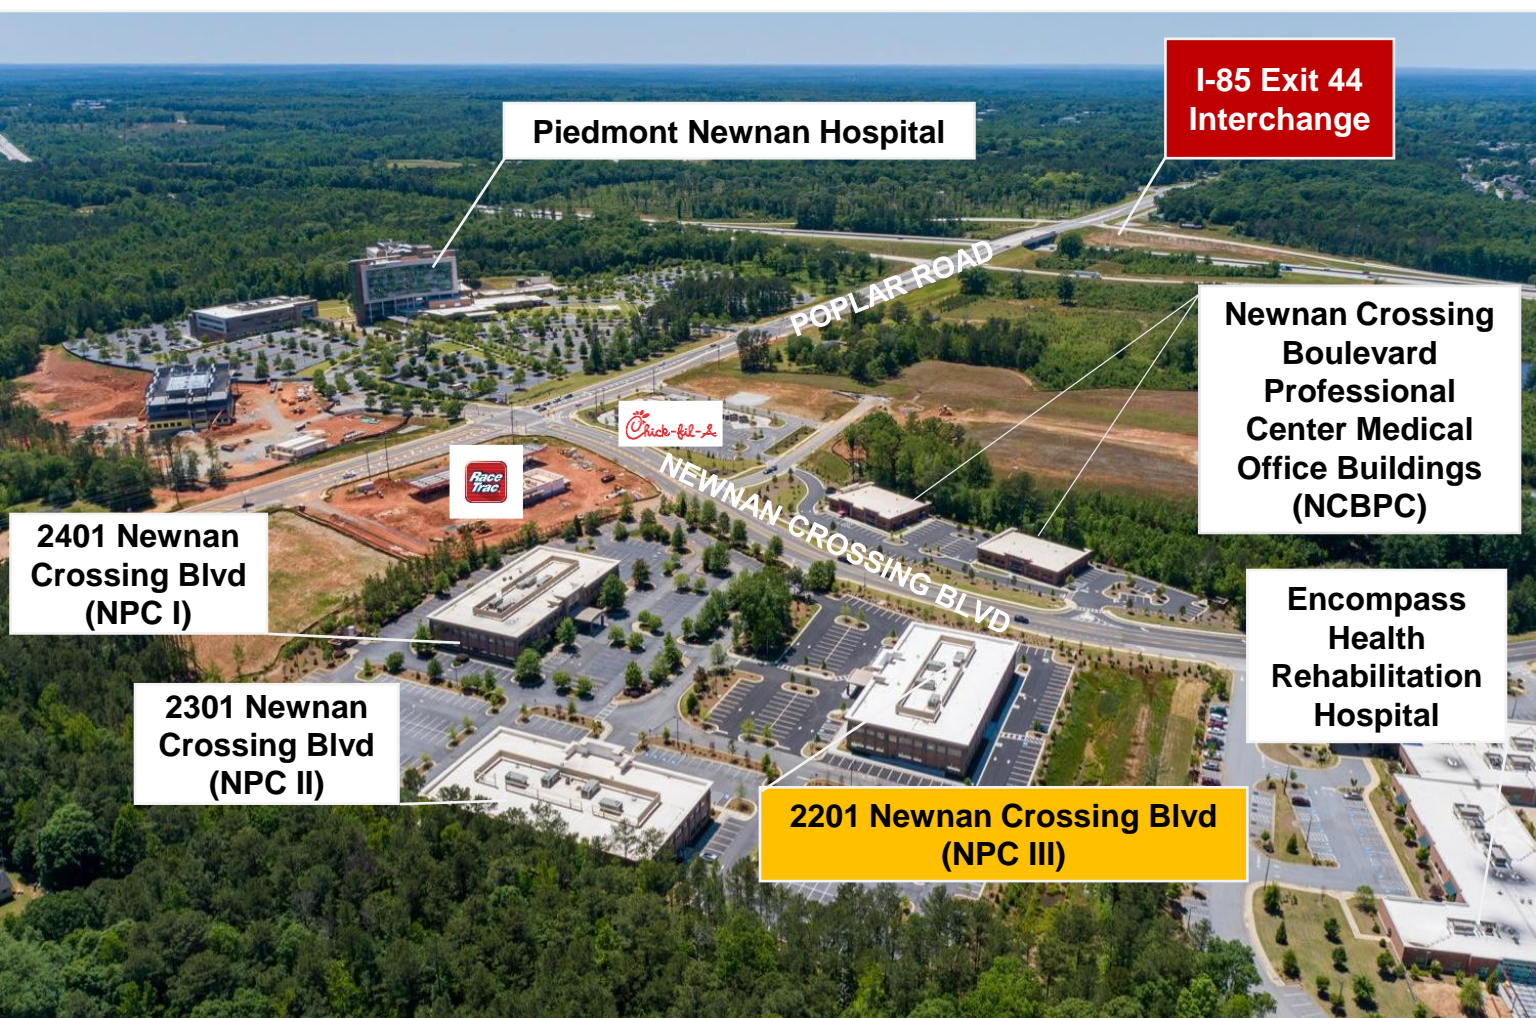 I-85 Exit 44
Interchange
Piedmont Newnan Hospital
POPLAR ROAD
Newnan Crossing
Boulevard
Professional
Center Medical
Office Buildings
(NCBPC)
Chick-fil-A
Race
Trac
NEWNAN CROSSING BLVD
2401 Newnan
Crossing Blvd
(NPC I)
Encompass
Health
Rehabilitation
Hospital
2301 Newnan
Crossing Blvd
(NPC II)
2201 Newnan Crossing Blvd
(NPC III)